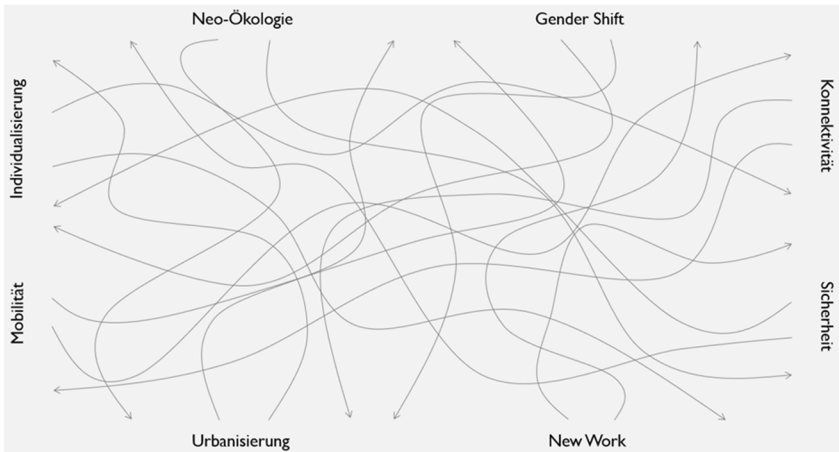 Neo-Ökologie
Gender Shift
Individualisierung
Konnektivität
Mobilität
Sicherheit
Urbanisierung
New Work